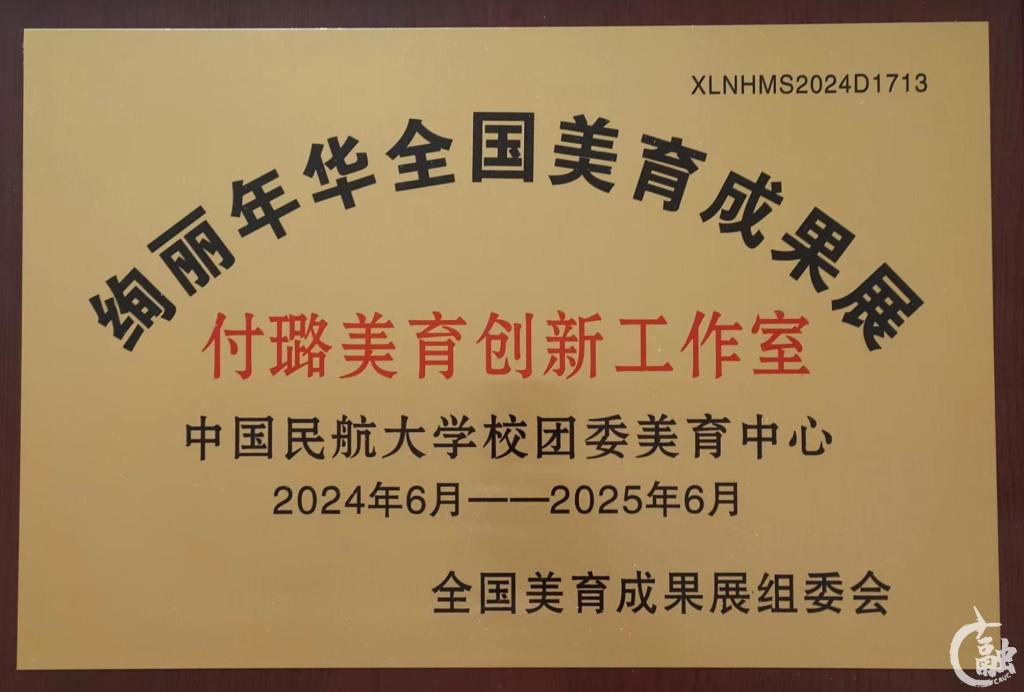 XLNHMS2024D1713
绚丽年华全国美育成果展
付璐美育创新工作室
中国民航大学校团委美育中心
2024年6月——2025年6月
全国美育成果展组委会
融
CAUC